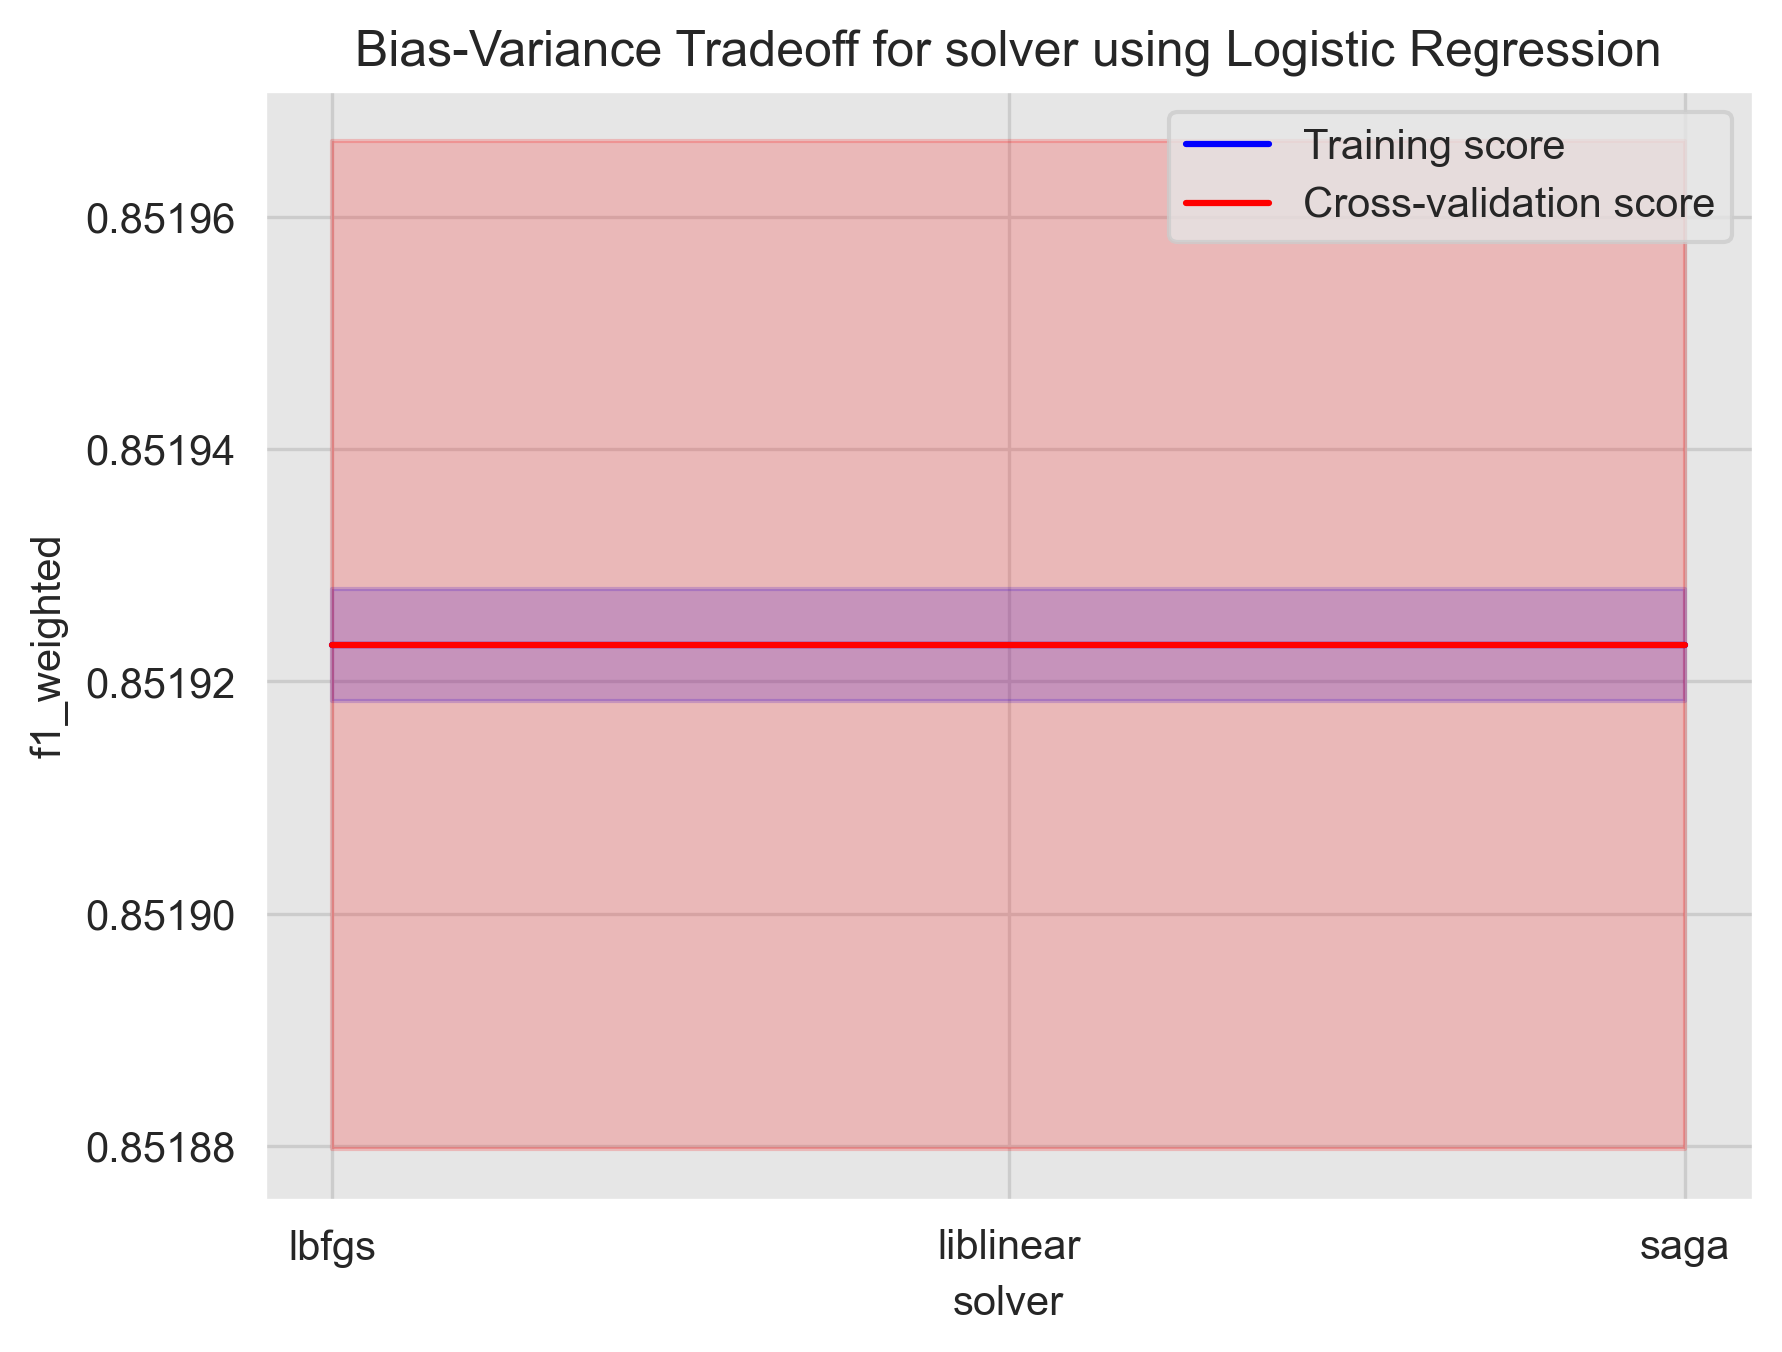 Bias-Variance Tradeoff for solver using Logistic Regression
Training score
Cross-validation score
0.85196
0.85194
0.85192
0.85190
0.85188
f1_weighted
lbfgs
liblinear
saga
solver